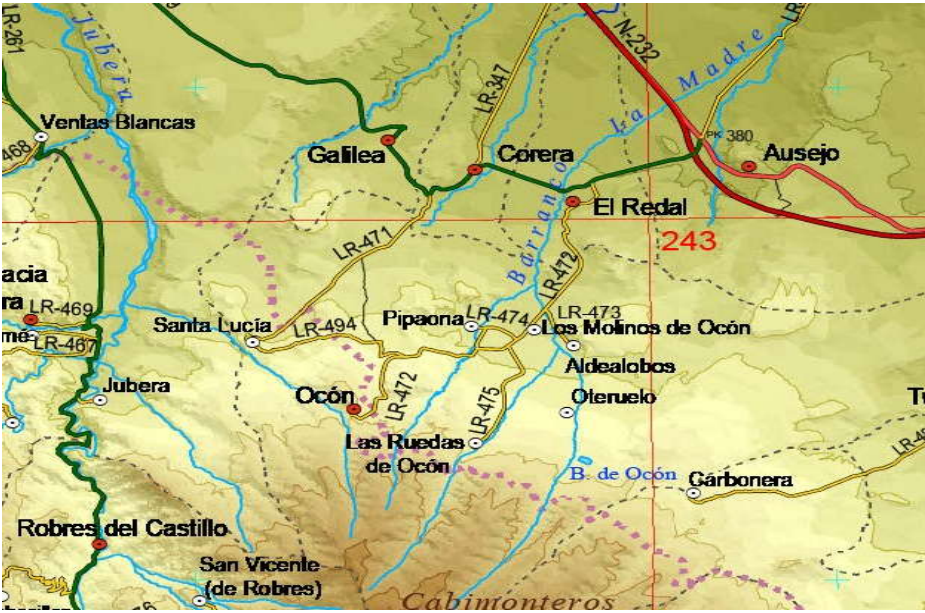 LR-261
Jubera
LR-347
N-232
Ventas Blancas
468
Galilea
Corera
Barranco la Madre
PK 380
Ausejo
El Redal
243
LR-471
LR-472
acia
ra
LR-469
LR-467
Santa Lucía
LR-494
Pipaona
LR-474
LR-473
Los Molinos de Ocón
Aldealobos
Jubera
Ocón
LR-472
LR-475
Oteruelo
Las Ruedas
de Ocón
B. de Ocón
Carbonera
Robres del Castillo
San Vicente
(de Robres)
Cabimonteros